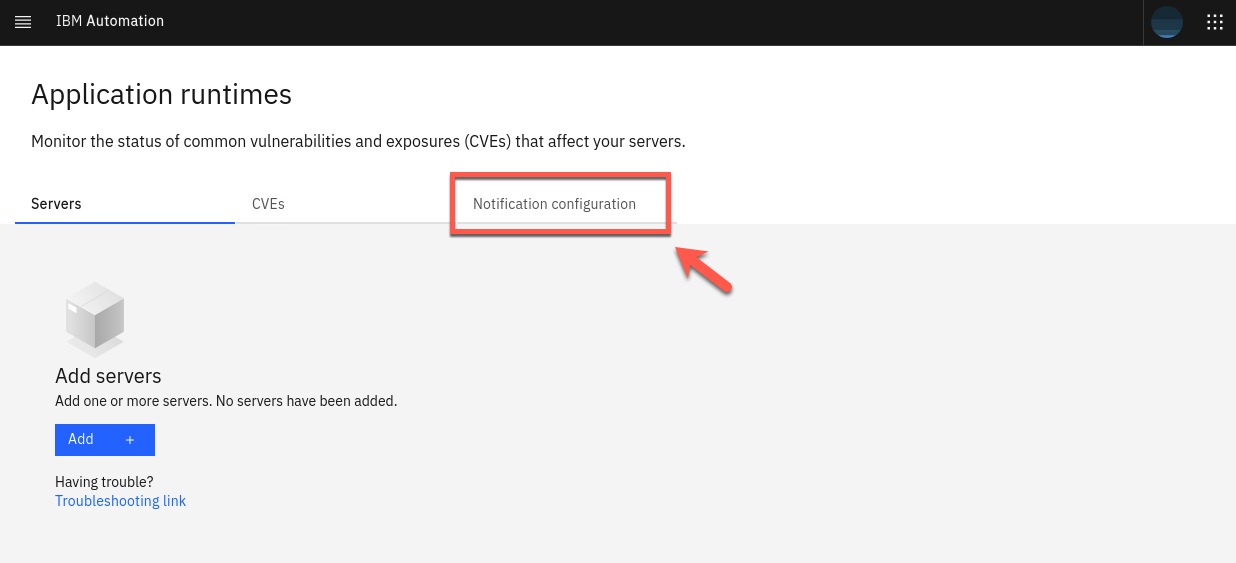 IBM Automation
Application runtimes
Monitor the status of common vulnerabilities and exposures (CVEs) that affect your servers.
Servers
CVEs
Notification configuration
Add servers
Add one or more servers. No servers have been added.
Add +
Having trouble?
Troubleshooting link